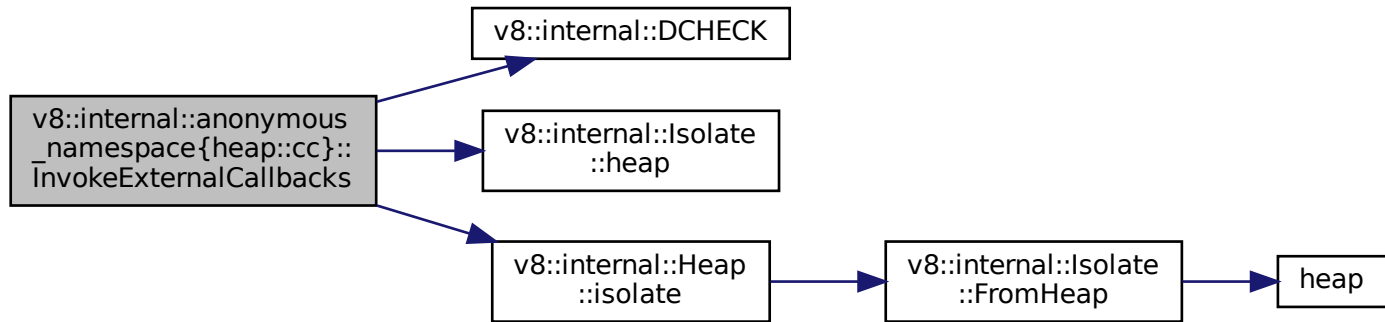 v8::internal::DCHECK
v8::internal::anonymous
_namespace{heap::cc}::
InvokeExternalCallbacks
v8::internal::Isolate
::heap
v8::internal::Heap
::isolate
v8::internal::Isolate
::FromHeap
heap